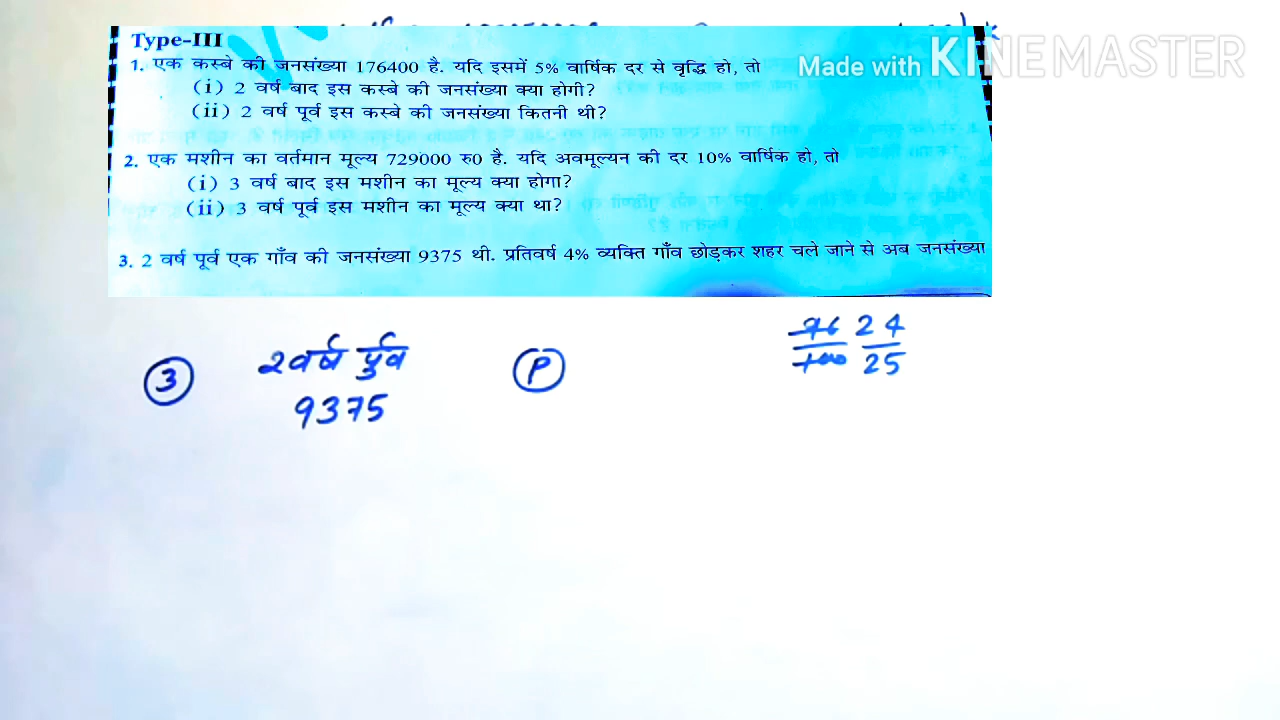 Type-III
1. एक कस्बे की जनसंख्या 176400 है. यदि इसमें 5% वार्षिक दर से वृद्धि हो, तो
(i) 2 वर्ष बाद इस कस्बे की जनसंख्या क्या होगी?
(ii) 2 वर्ष पूर्व इस कस्बे की जनसंख्या कितनी थी?
2. एक मशीन का वर्तमान मूल्य 729000 रु0 है. यदि अवमूल्यन की दर 10% वार्षिक हो, तो
(i) 3 वर्ष बाद इस मशीन का मूल्य क्या होगा?
(ii) 3 वर्ष पूर्व इस मशीन का मूल्य क्या था?
3. 2 वर्ष पूर्व एक गाँव की जनसंख्या 9375 थी. प्रतिवर्ष 4% व्यक्ति गाँव छोड़कर शहर चले जाने से अब जनसंख्या
Made with KINEMASTER
3 2वर्ष पूर्व P
9375
96 24
100 25